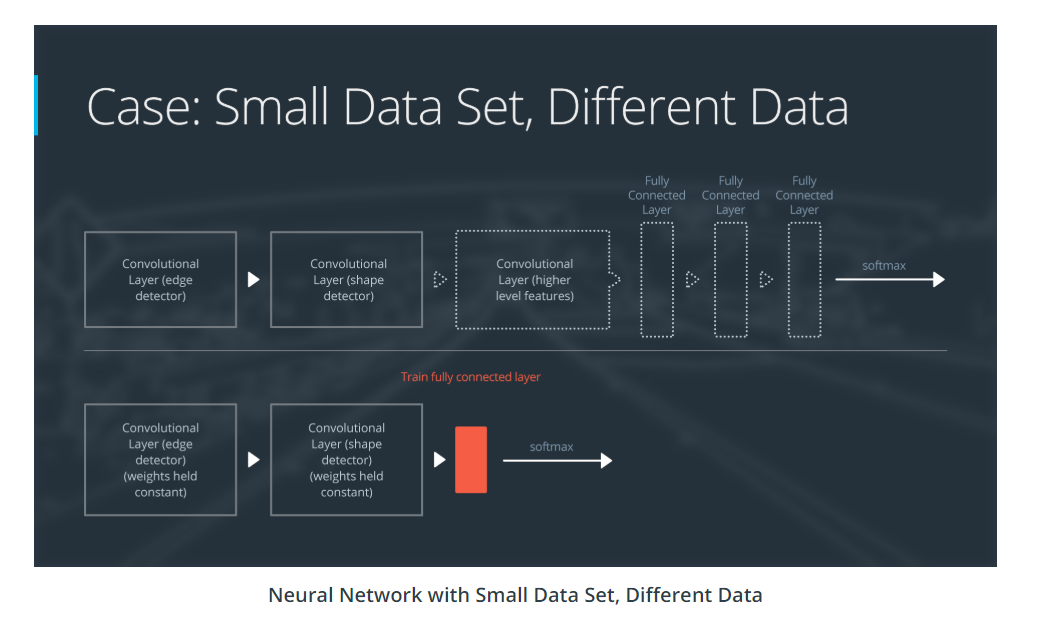 Case: Small Data Set, Different Data
Fully
Connected
Layer
Fully
Connected
Layer
Fully
Connected
Layer
Convolutional
Layer (edge
detector)
Convolutional
Layer (shape
detector)
Convolutional
Layer (higher
level features)
softmax
Train fully connected layer
Convolutional
Layer (edge
detector)
(weights held
constant)
Convolutional
Layer (shape
detector)
(weights held
constant)
softmax
Neural Network with Small Data Set, Different Data